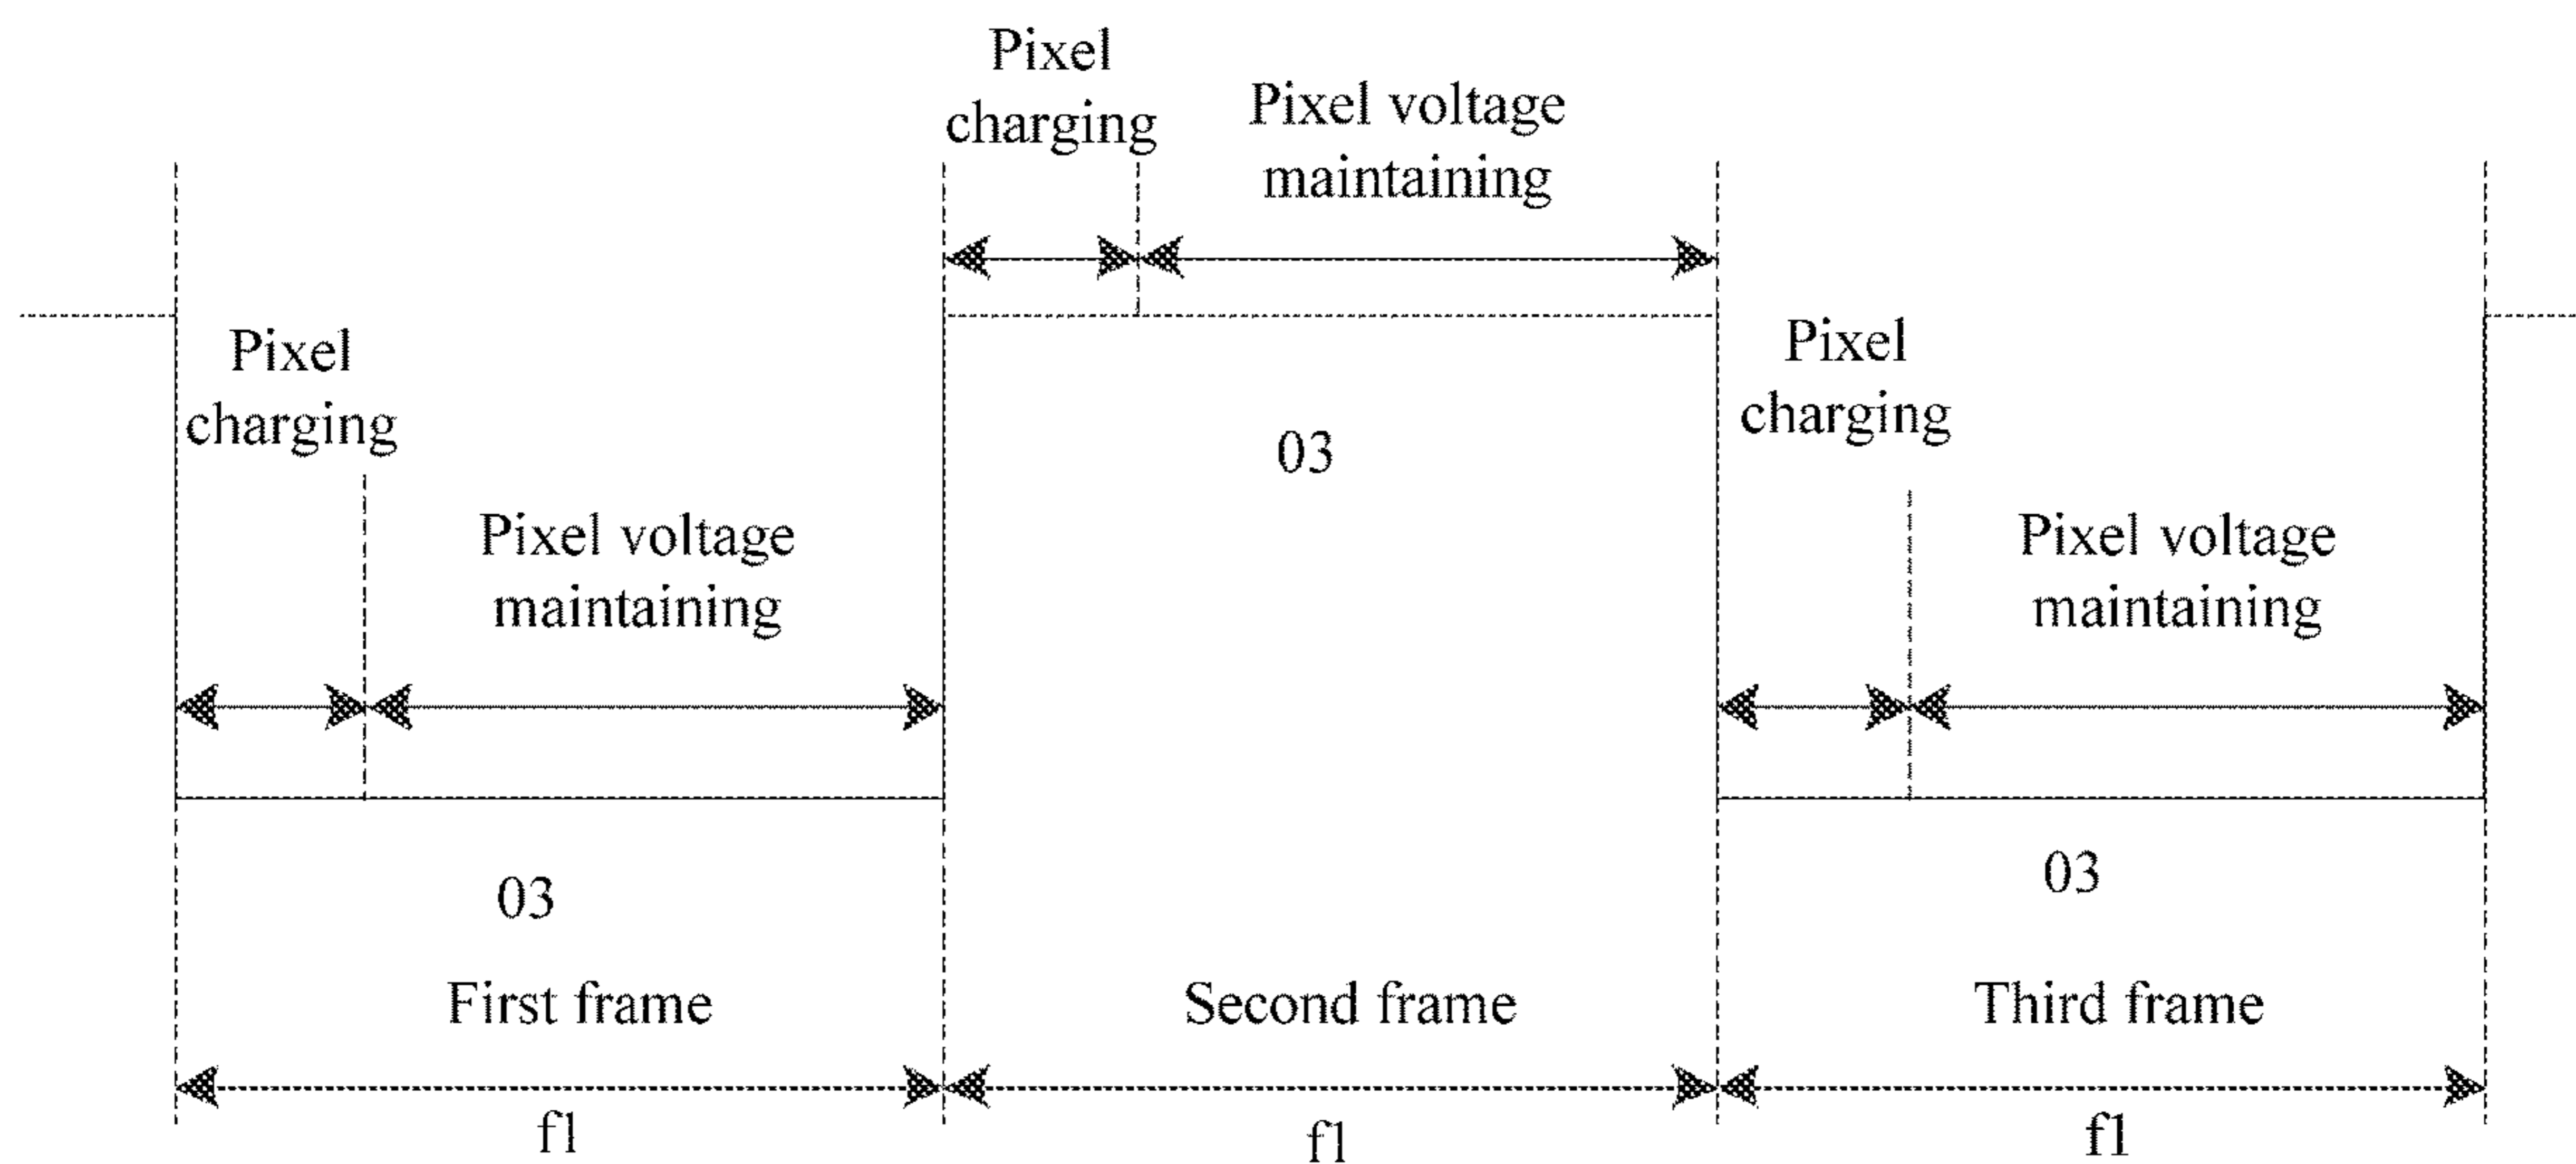 Pixel
charging
Pixel voltage
maintaining
Pixel
charging
Pixel
charging
03
Pixel voltage
maintaining
Pixel voltage
maintaining
03
03
First frame
Second frame
Third frame
f1
f1
f1